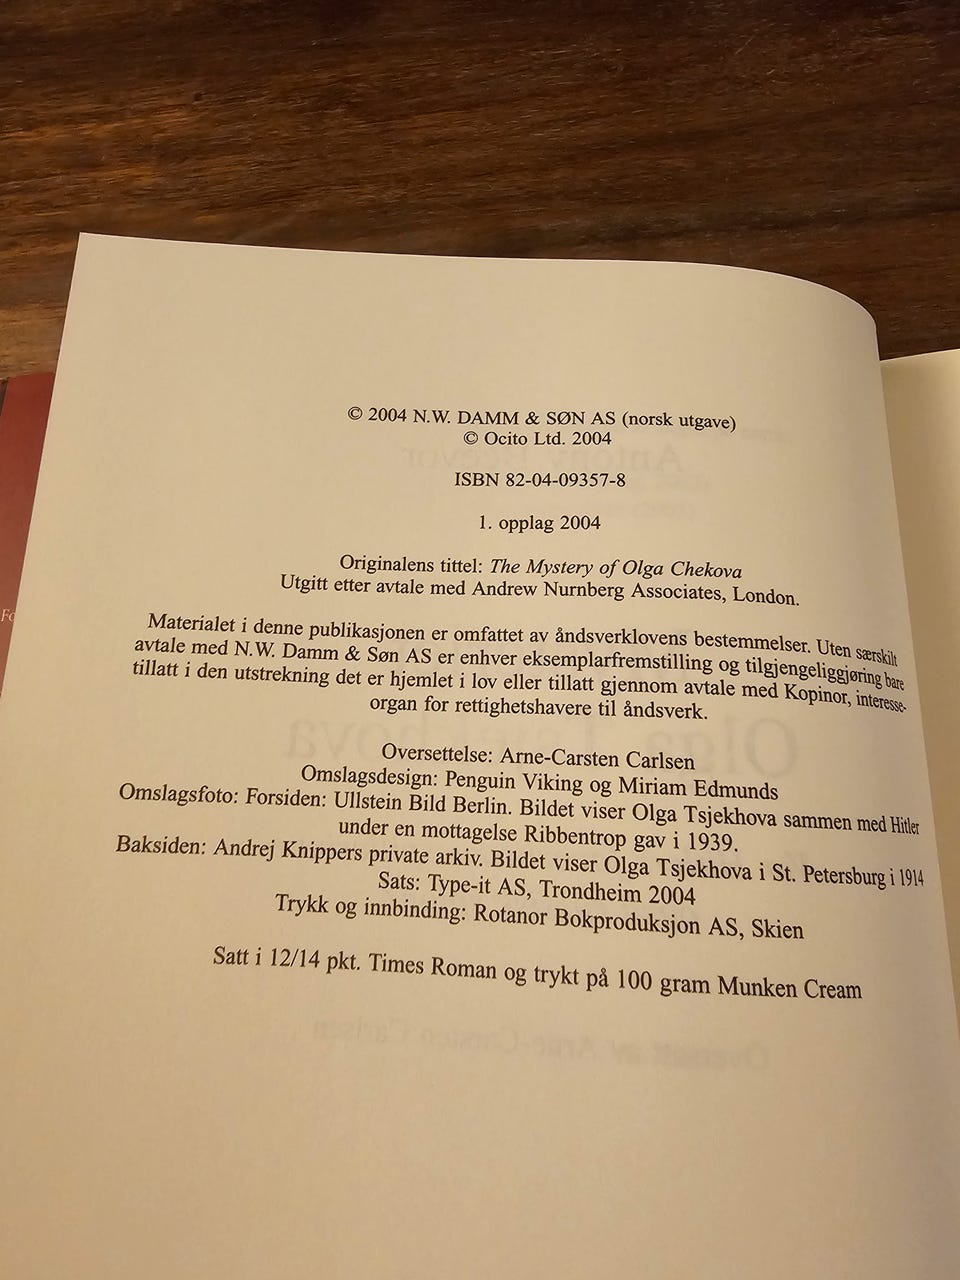 © 2004 N.W. DAMM & SØN AS (norsk utgave)
© Ocito Ltd. 2004
ISBN 82-04-09357-8
1. opplag 2004
Originalens tittel: The Mystery of Olga Chekova
Utgitt etter avtale med Andrew Nurnberg Associates, London.
Materialet i denne publikasjonen er omfattet av åndsverklovens bestemmelser. Uten særskilt
avtale med N.W. Damm & Søn AS er enhver eksemplarfremstilling og tilgjengeliggjøring bare
tillatt i den utstrekning det er hjemlet i lov eller tillatt gjennom avtale med Kopinor, interesse-
organ for rettighetshavere til åndsverk.
Oversettelse: Arne-Carsten Carlsen
Omslagsdesign: Penguin Viking og Miriam Edmunds
Omslagsfoto: Forsiden: Ullstein Bild Berlin. Bildet viser Olga Tsjekhova sammen med Hitler
under en mottagelse Ribbentrop gav i 1939.
Baksiden: Andrej Knippers private arkiv. Bildet viser Olga Tsjekhova i St. Petersburg i 1914
Sats: Type-it AS, Trondheim 2004
Trykk og innbinding: Rotanor Bokproduksjon AS, Skien
Satt i 12/14 pkt. Times Roman og trykt på 100 gram Munken Cream